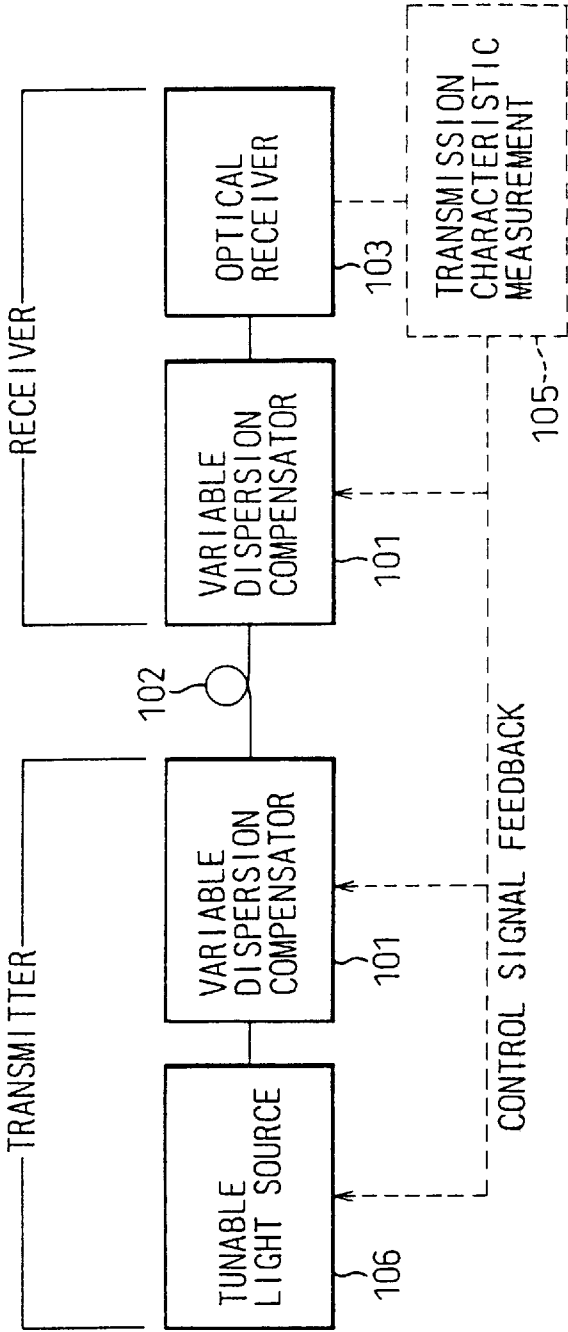 TRANSMITTER
RECEIVER
TUNABLE
LIGHT SOURCE
106
VARIABLE
DISPERSION
COMPENSATOR
101
102
VARIABLE
DISPERSION
COMPENSATOR
101
OPTICAL
RECEIVER
103
TRANSMISSION
CHARACTERISTIC
MEASUREMENT
105
CONTROL SIGNAL FEEDBACK